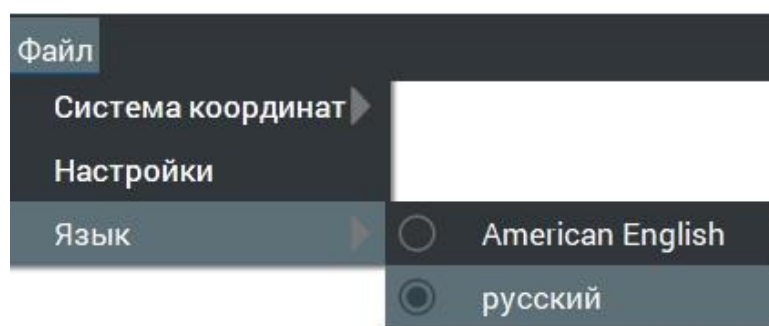 Файл
Система координат
Настройки
Язык
American English
русский